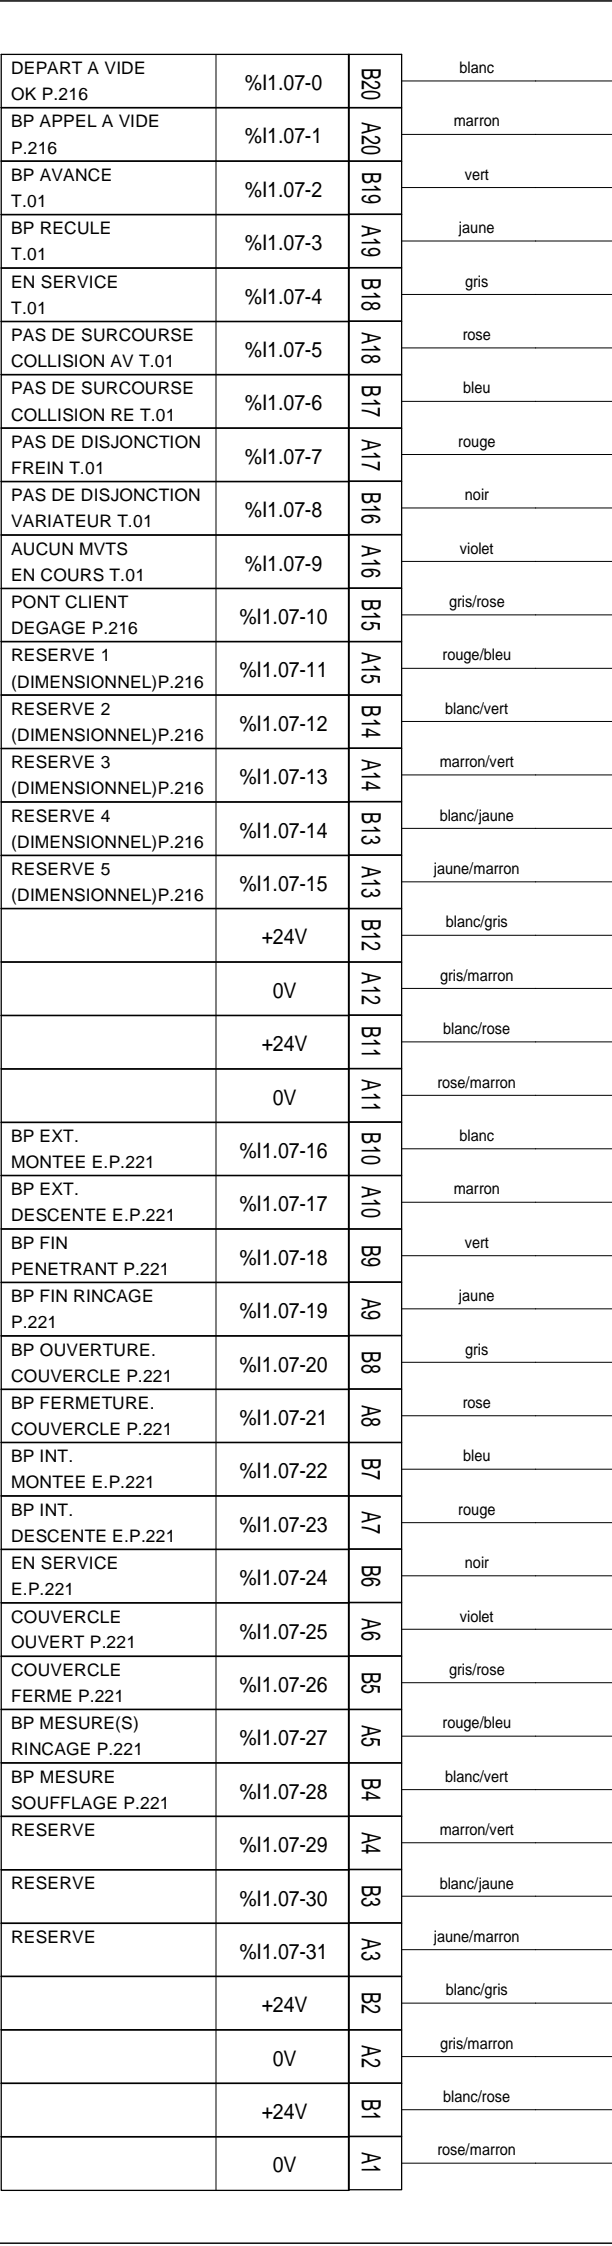 DEPART A VIDE
OK P.216
%I1.07-0
B20
blanc
BP APPEL A VIDE
P.216
%I1.07-1
A20
marron
BP AVANCE
T.01
%I1.07-2
B19
vert
BP RECULE
T.01
%I1.07-3
A19
jaune
EN SERVICE
T.01
%I1.07-4
B18
gris
PAS DE SURCOURSE
COLLISION AV T.01
%I1.07-5
A18
rose
PAS DE SURCOURSE
COLLISION RE T.01
%I1.07-6
B17
bleu
PAS DE DISJONCTION
FREIN T.01
%I1.07-7
A17
rouge
PAS DE DISJONCTION
VARIATEUR T.01
%I1.07-8
B16
noir
AUCUN MVTS
EN COURS T.01
%I1.07-9
A16
violet
PONT CLIENT
DEGAGE P.216
%I1.07-10
B15
gris/rose
RESERVE 1
(DIMENSIONNEL)P.216
%I1.07-11
A15
rouge/bleu
RESERVE 2
(DIMENSIONNEL)P.216
%I1.07-12
B14
blanc/vert
RESERVE 3
(DIMENSIONNEL)P.216
%I1.07-13
A14
marron/vert
RESERVE 4
(DIMENSIONNEL)P.216
%I1.07-14
B13
blanc/jaune
RESERVE 5
(DIMENSIONNEL)P.216
%I1.07-15
A13
jaune/marron
+24V
B12
blanc/gris
0V
A12
gris/marron
+24V
B11
blanc/rose
0V
A11
rose/marron
BP EXT.
MONTEE E.P.221
%I1.07-16
B10
blanc
BP EXT.
DESCENTE E.P.221
%I1.07-17
A10
marron
BP FIN
PENETRANT P.221
%I1.07-18
B9
vert
BP FIN RINCAGE
P.221
%I1.07-19
A9
jaune
BP OUVERTURE.
COUVERCLE P.221
%I1.07-20
B8
gris
BP FERMETURE.
COUVERCLE P.221
%I1.07-21
A8
rose
BP INT.
MONTEE E.P.221
%I1.07-22
B7
bleu
BP INT.
DESCENTE E.P.221
%I1.07-23
A7
rouge
EN SERVICE
E.P.221
%I1.07-24
B6
noir
COUVERCLE
OUVERT P.221
%I1.07-25
A6
violet
COUVERCLE
FERME P.221
%I1.07-26
B5
gris/rose
BP MESURE(S)
RINCAGE P.221
%I1.07-27
A5
rouge/bleu
BP MESURE
SOUFFLAGE P.221
%I1.07-28
B4
blanc/vert
RESERVE
%I1.07-29
A4
marron/vert
RESERVE
%I1.07-30
B3
blanc/jaune
RESERVE
%I1.07-31
A3
jaune/marron
+24V
B2
blanc/gris
0V
A2
gris/marron
+24V
B1
blanc/rose
0V
A1
rose/marron